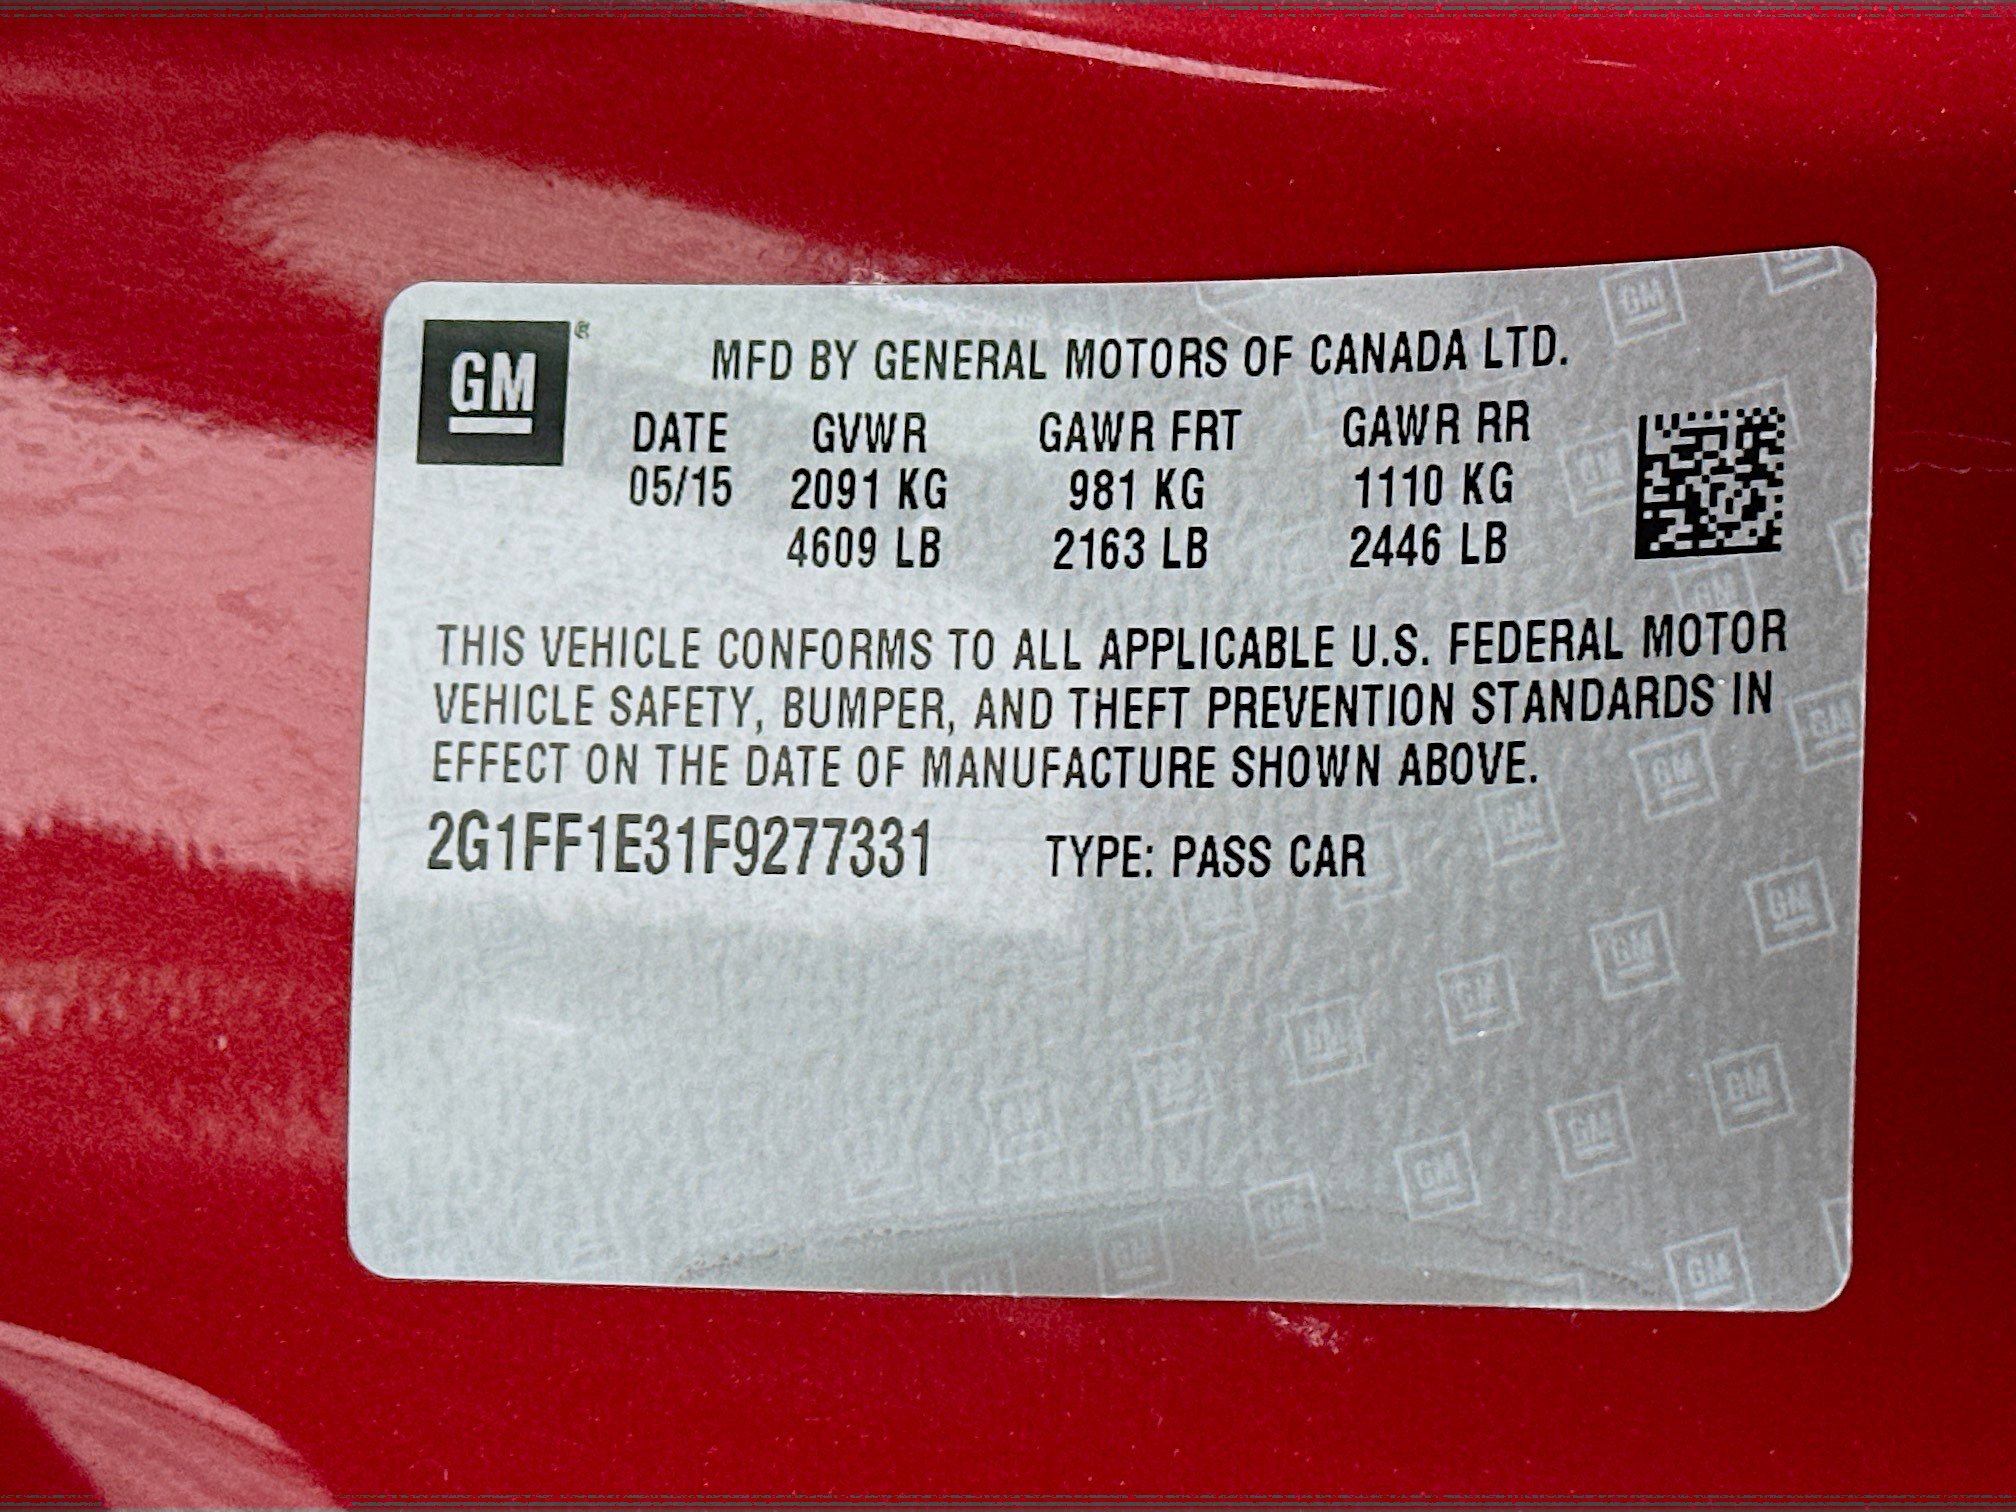 GM ®
MFD BY GENERAL MOTORS OF CANADA LTD.
DATE GVWR GAWR FRT GAWR RR
05/15 2091 KG 981 KG 1110 KG
4609 LB 2163 LB 2446 LB
THIS VEHICLE CONFORMS TO ALL APPLICABLE U.S. FEDERAL MOTOR
VEHICLE SAFETY, BUMPER, AND THEFT PREVENTION STANDARDS IN
EFFECT ON THE DATE OF MANUFACTURE SHOWN ABOVE.
2G1FF1E31F9277331 TYPE: PASS CAR